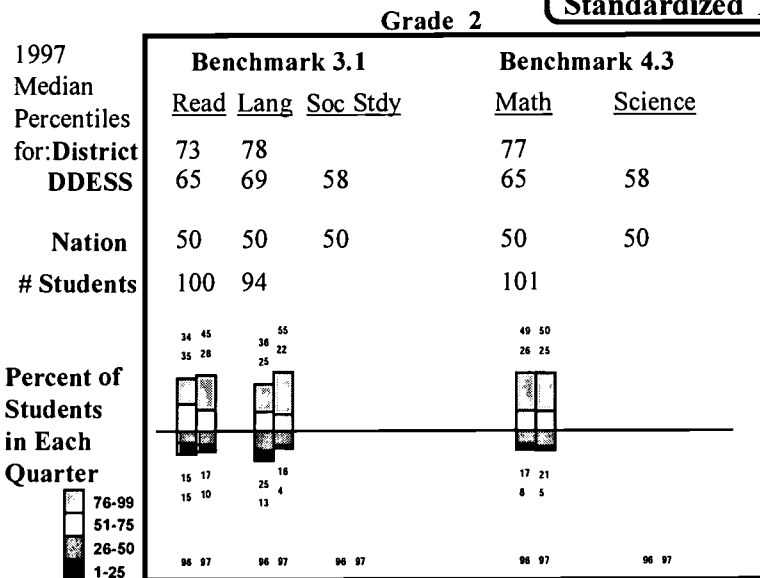 Standardized
Grade 2
1997
Median
Percentiles
for:District
DDESS
Nation
# Students
Benchmark 3.1 Benchmark 4.3
Read Lang Soc Stdy Math Science
73 78 77
65 69 58 65 58
50 50 50 50 50
100 94 101
34 45 36 55 49 50
35 28 25 22 26 25
Percent of
Students
in Each
Quarter
15 17 25 16 17 21
15 10 13 4 8 5
76-99
51-75
26-50
1-25
96 97 96 97 96 97 96 97 96 97